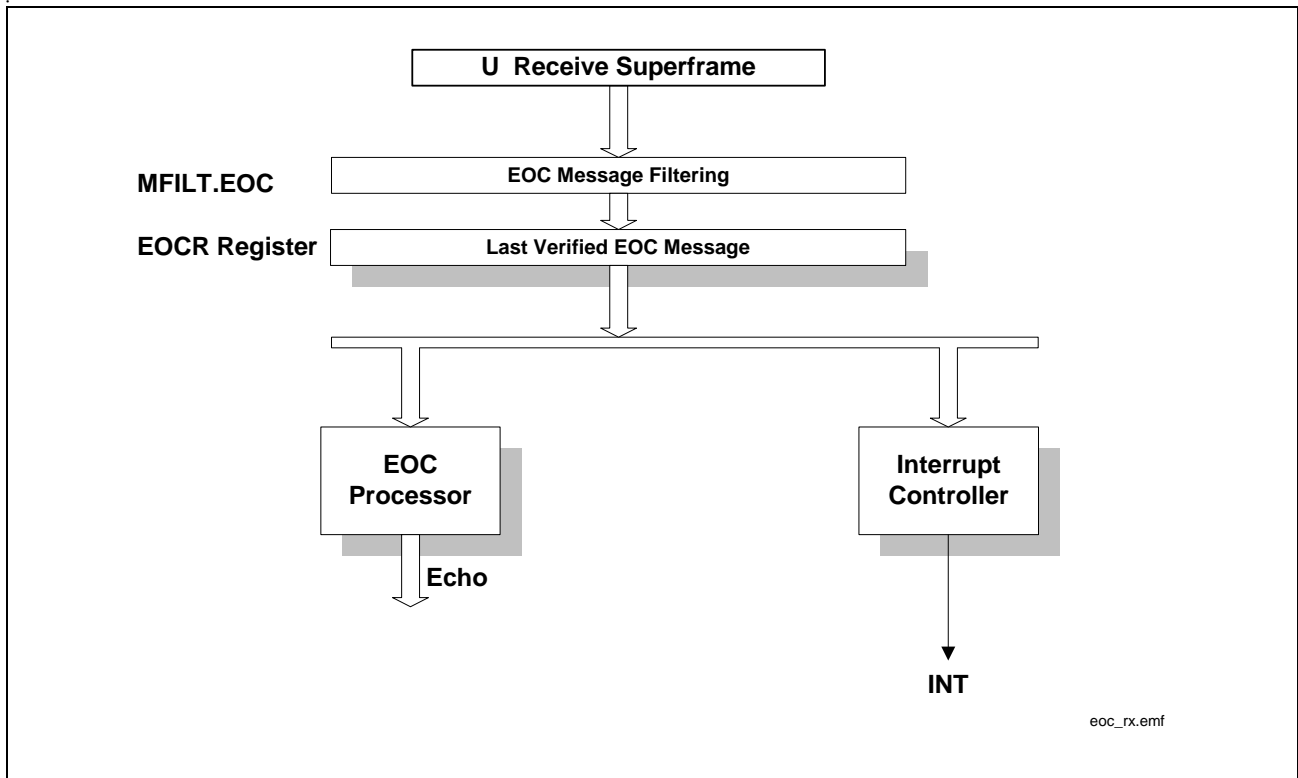 U Receive Superframe
MFILT.EOC
EOC Message Filtering
EOCR Register
Last Verified EOC Message
EOC
Processor
Interrupt
Controller
Echo
INT
eoc_rx.emf